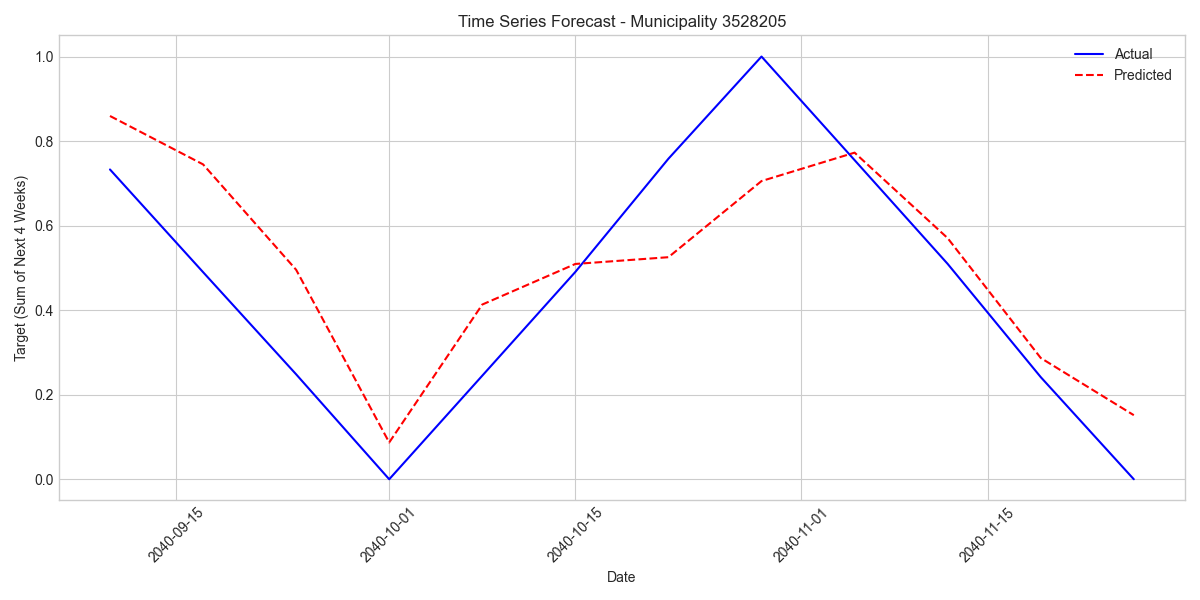 Time Series Forecast - Municipality 3528205
Actual
Predicted
Target (Sum of Next 4 Weeks)
1.0
0.8
0.6
0.4
0.2
0.0
2040-09-15
2040-10-01
2040-10-15
2040-11-01
2040-11-15
Date